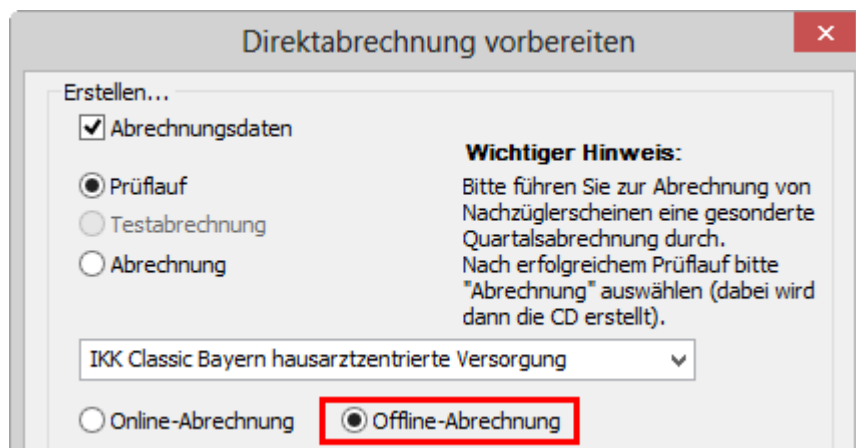 Direktabrechnung vorbereiten
Erstellen...
Abrechnungsdaten
Prüflauf
Testabrechnung
Abrechnung
Wichtiger Hinweis:
Bitte führen Sie zur Abrechnung von
Nachzüglerscheinen eine gesonderte
Quartalsabrechnung durch.
Nach erfolgreichem Prüflauf bitte
"Abrechnung" auswählen (dabei wird
dann die CD erstellt).
IKK Classic Bayern hausarztzentrierte Versorgung
Online-Abrechnung
Offline-Abrechnung